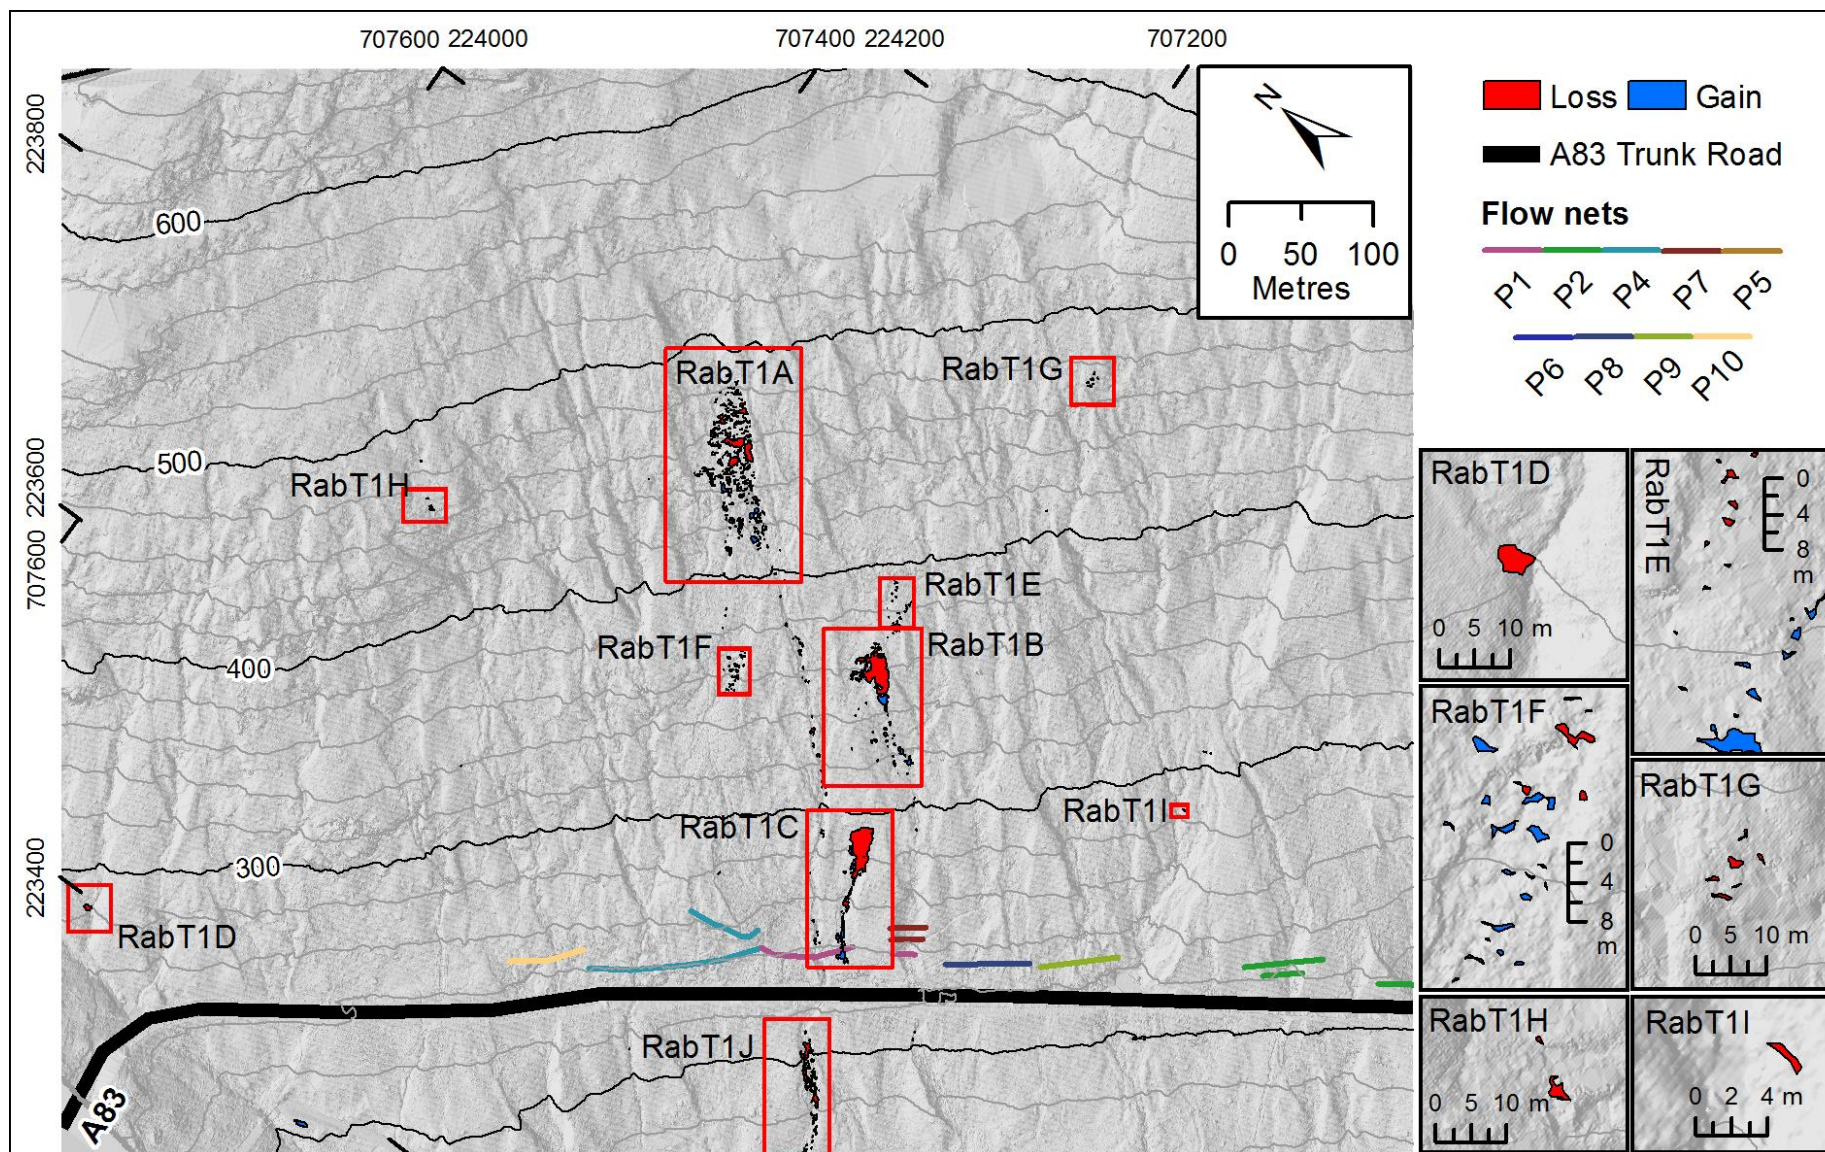 707600 224000
707400 224200
707200
223800
223600
707600
223400
N
0 50 100
Metres
Loss
Gain
A83 Trunk Road
Flow nets
P1
P2
P4
P7
P5
P6
P8
P9
P10
600
500
400
300
RabT1A
RabT1G
RabT1H
RabT1E
RabT1F
RabT1B
RabT1C
RabT1I
RabT1D
RabT1J
A83
RabT1D
0 5 10 m
RabT1E
0
4
8
m
RabT1F
0
4
8
m
RabT1G
0 5 10 m
RabT1H
0 5 10 m
RabT1I
0 2 4 m